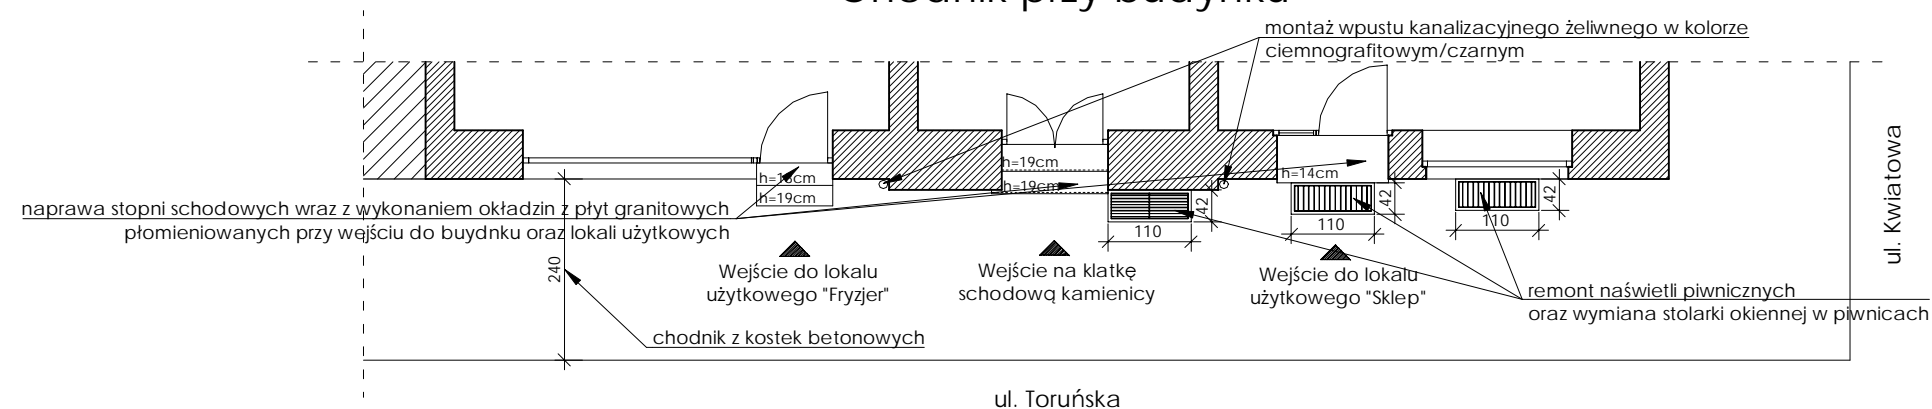 Chodnik przy budynku
montaż wpustu kanalizacyjnego żeliwnego w kolorze
ciemnografitowym/czarnym
ul. Kwiatowa
h=19cm
h=19cm
h=19cm
h=14cm
42
42
42
110
110
110
naprawa stopni schodowych wraz z wykonaniem okładzin z płyt granitowych
płomieniowanych przy wejściu do buydnku oraz lokali użytkowych
240
Wejście do lokalu
użytkowego "Fryzjer"
Wejście na klatkę
schodową kamienicy
Wejście do lokalu
użytkowego "Sklep"
remont naświetli piwnicznych
oraz wymiana stolarki okiennej w piwnicach
chodnik z kostek betonowych
ul. Toruńska